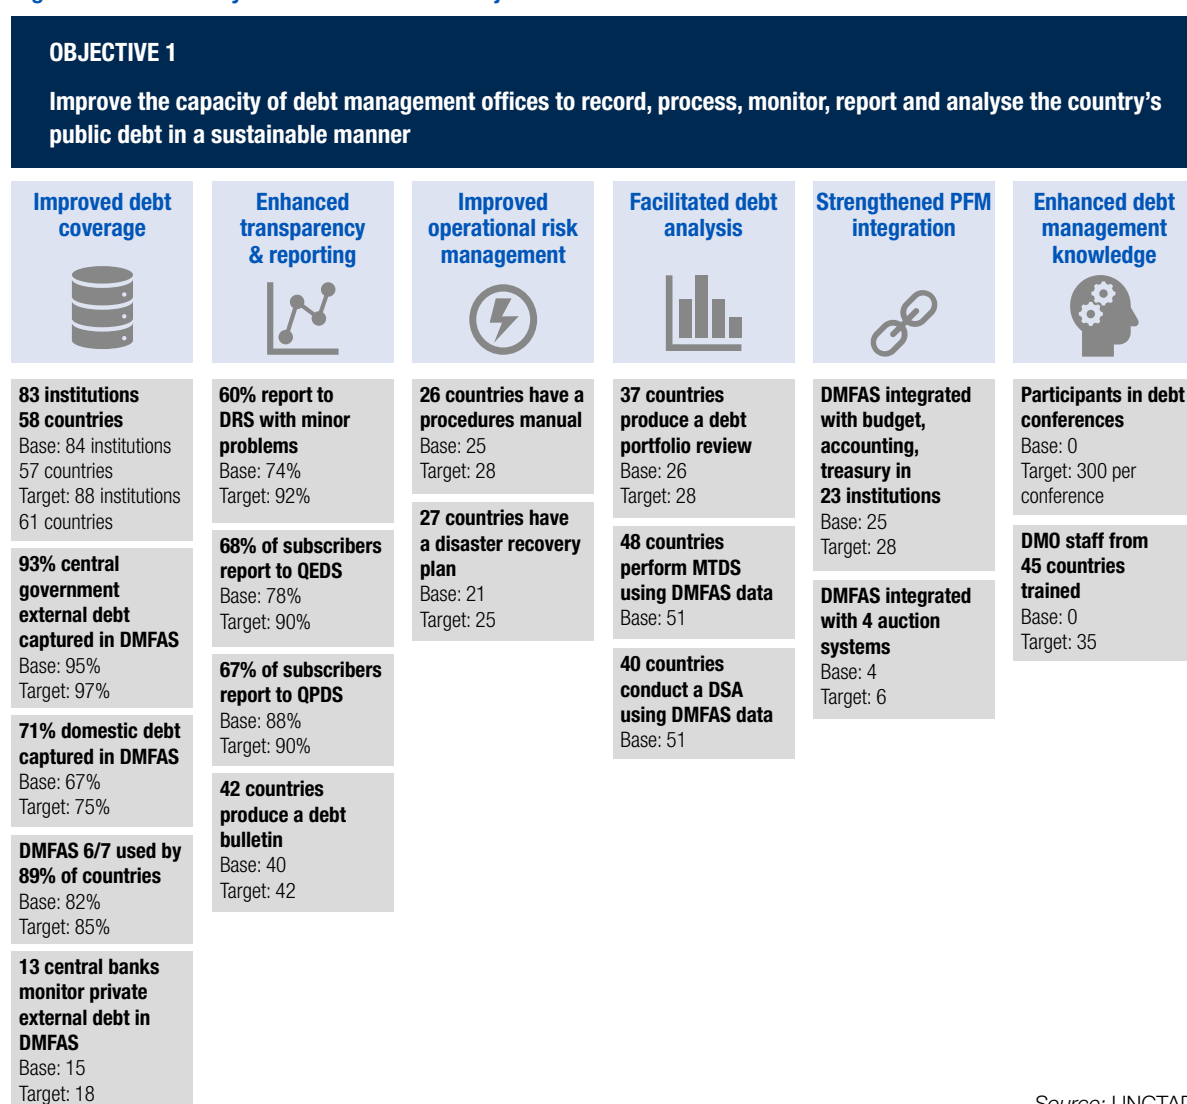 OBJECTIVE 1
Improve the capacity of debt management offices to record, process, monitor, report and analyse the country's
public debt in a sustainable manner
Improved debt
coverage
83 institutions
58 countries
Base: 84 institutions
57 countries
Target: 88 institutions
61 countries
93% central
government
external debt
captured in DMFAS
Base: 95%
Target: 97%
71% domestic debt
captured in DMFAS
Base: 67%
Target: 75%
DMFAS 6/7 used by
89% of countries
Base: 82%
Target: 85%
13 central banks
monitor private
external debt in
DMFAS
Base: 15
Target: 18
Enhanced
transparency
& reporting
60% report to
DRS with minor
problems
Base: 74%
Target: 92%
68% of subscribers
report to QEDS
Base: 78%
Target: 90%
67% of subscribers
report to QPDS
Base: 88%
Target: 90%
42 countries
produce a debt
bulletin
Base: 40
Target: 42
Improved
operational risk
management
26 countries have a
procedures manual
Base: 25
Target: 28
27 countries have
a disaster recovery
plan
Base: 21
Target: 25
Facilitated debt
analysis
37 countries
produce a debt
portfolio review
Base: 26
Target: 28
48 countries
perform MTDS
using DMFAS data
Base: 51
40 countries
conduct a DSA
using DMFAS data
Base: 51
Strengthened PFM
integration
DMFAS integrated
with budget,
accounting,
treasury in
23 institutions
Base: 25
Target: 28
DMFAS integrated
with 4 auction
systems
Base: 4
Target: 6
Enhanced debt
management
knowledge
Participants in debt
conferences
Base: 0
Target: 300 per
conference
DMO staff from
45 countries
trained
Base: 0
Target: 35
Source: UNCTAD